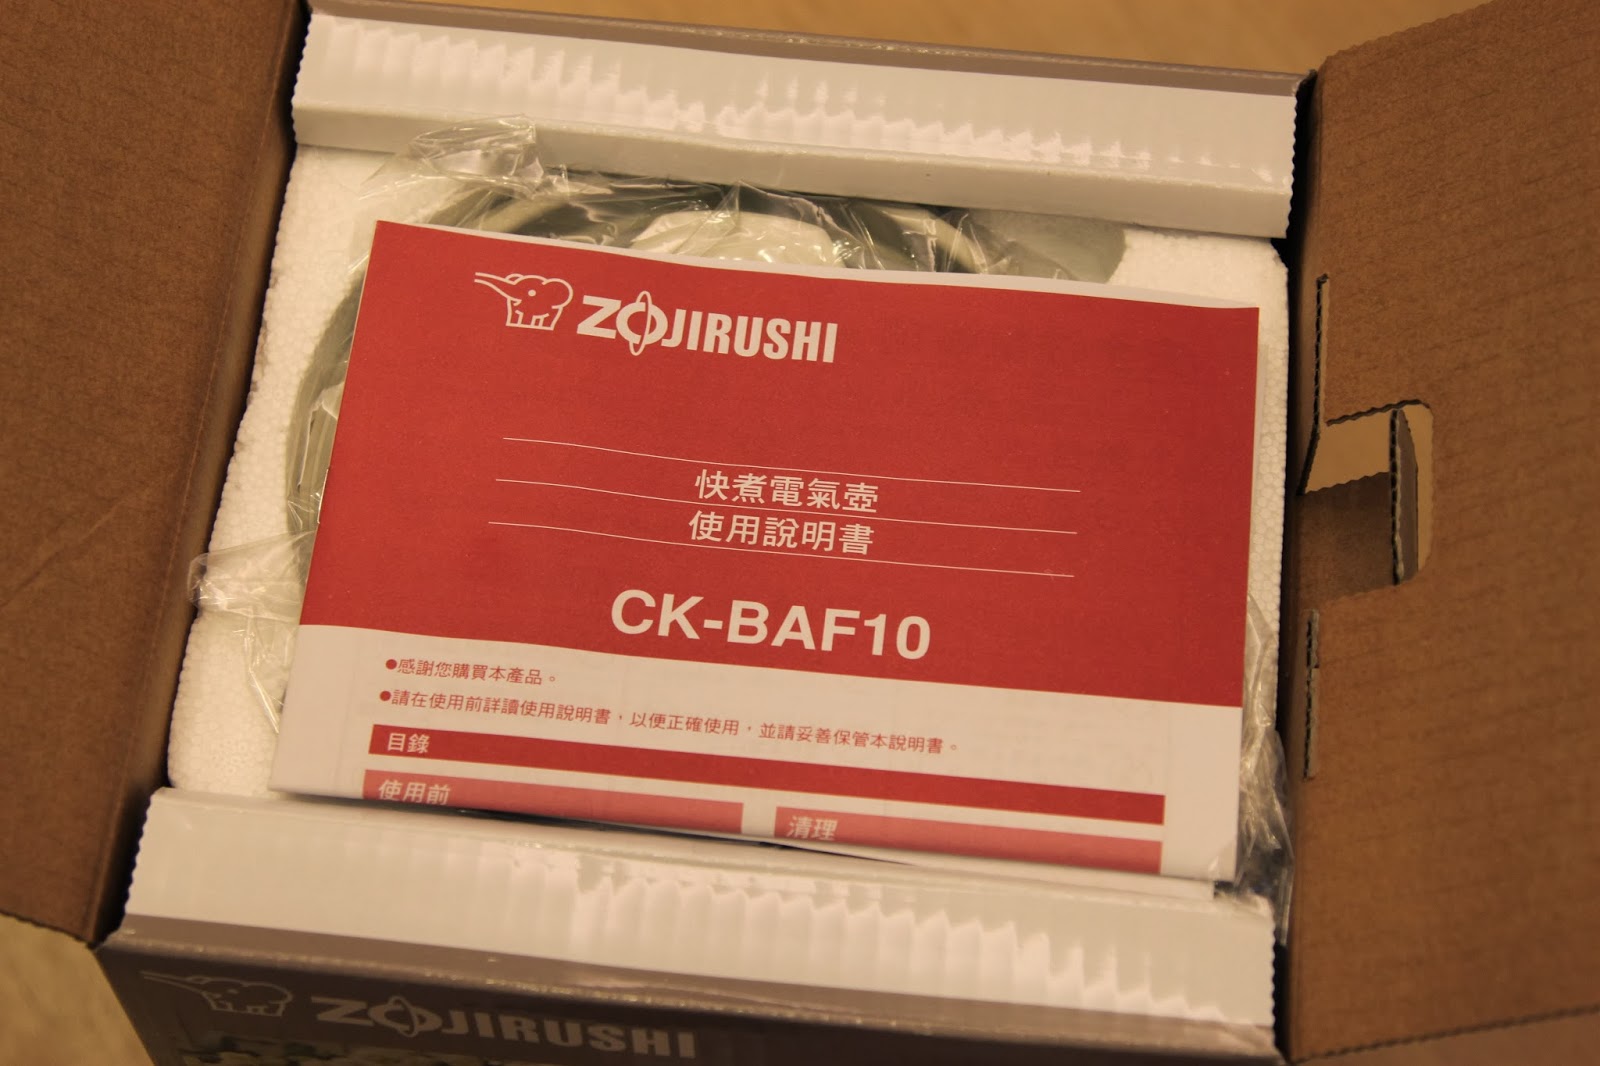 ZOJIRUSHI
快煮電氣壺
使用說明書
CK-BAF10
●感謝您購買本產品。
●請在使用前詳讀使用說明書，以便正確使用，並請妥善保管本說明書。
目錄
使用前
清理
ZOJIRUSHI